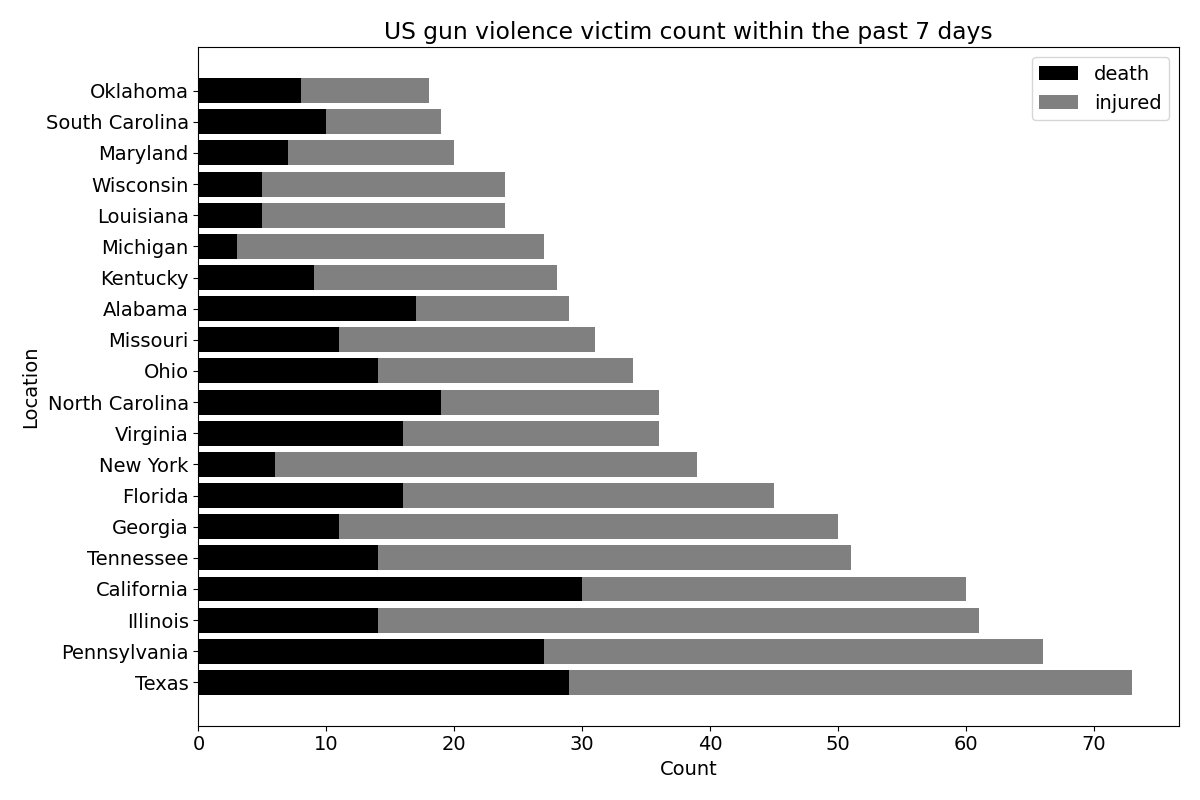 US gun violence victim count within the past 7 days
death
injured
Location
Oklahoma
South Carolina
Maryland
Wisconsin
Louisiana
Michigan
Kentucky
Alabama
Missouri
Ohio
North Carolina
Virginia
New York
Florida
Georgia
Tennessee
California
Illinois
Pennsylvania
Texas
0 10 20 30 40 50 60 70
Count